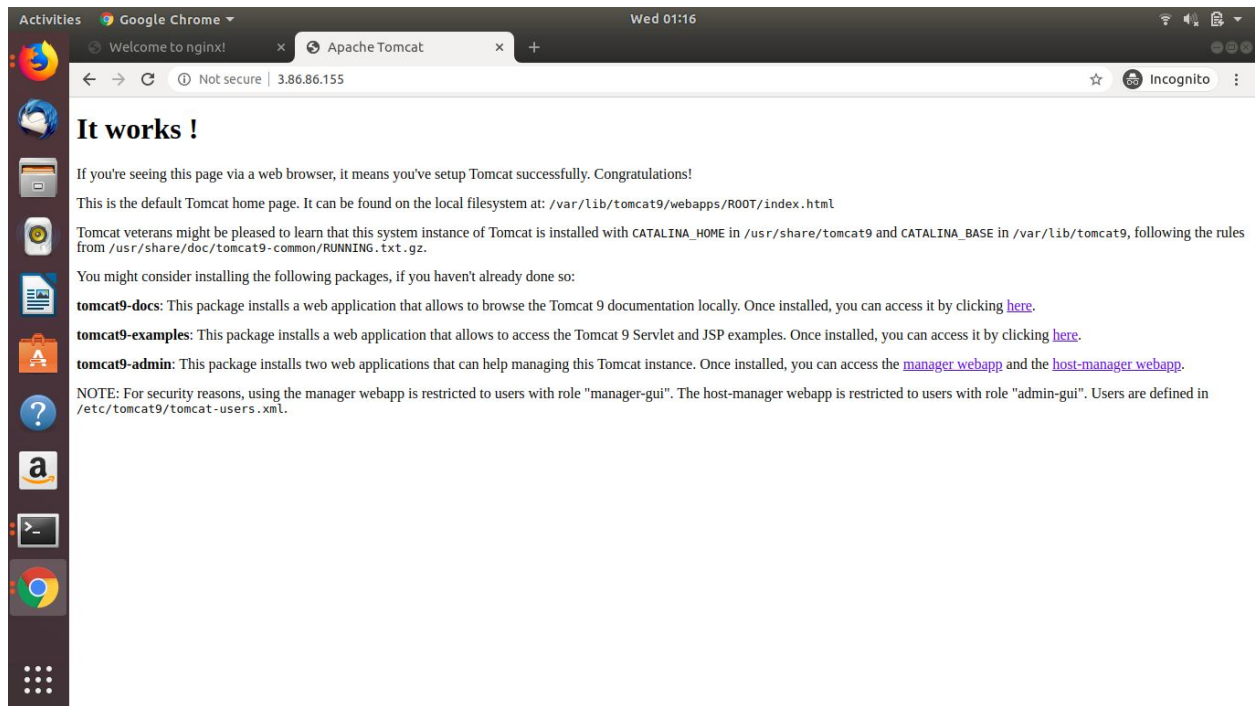 Activities Google Chrome Wed 01:16
Welcome to nginx! Apache Tomcat
Not secure | 3.86.86.155 Incognito
It works !
If you're seeing this page via a web browser, it means you've setup Tomcat successfully. Congratulations!
This is the default Tomcat home page. It can be found on the local filesystem at: /var/lib/tomcat9/webapps/ROOT/index.html
Tomcat veterans might be pleased to learn that this system instance of Tomcat is installed with CATALINA_HOME in /usr/share/tomcat9 and CATALINA_BASE in /var/lib/tomcat9, following the rules
from /usr/share/doc/tomcat9-common/RUNNING.txt.gz.
You might consider installing the following packages, if you haven't already done so:
tomcat9-docs: This package installs a web application that allows to browse the Tomcat 9 documentation locally. Once installed, you can access it by clicking here.
tomcat9-examples: This package installs a web application that allows to access the Tomcat 9 Servlet and JSP examples. Once installed, you can access it by clicking here.
tomcat9-admin: This package installs two web applications that can help managing this Tomcat instance. Once installed, you can access the manager webapp and the host-manager webapp.
NOTE: For security reasons, using the manager webapp is restricted to users with role "manager-gui". The host-manager webapp is restricted to users with role "admin-gui". Users are defined in
/etc/tomcat9/tomcat-users.xml.